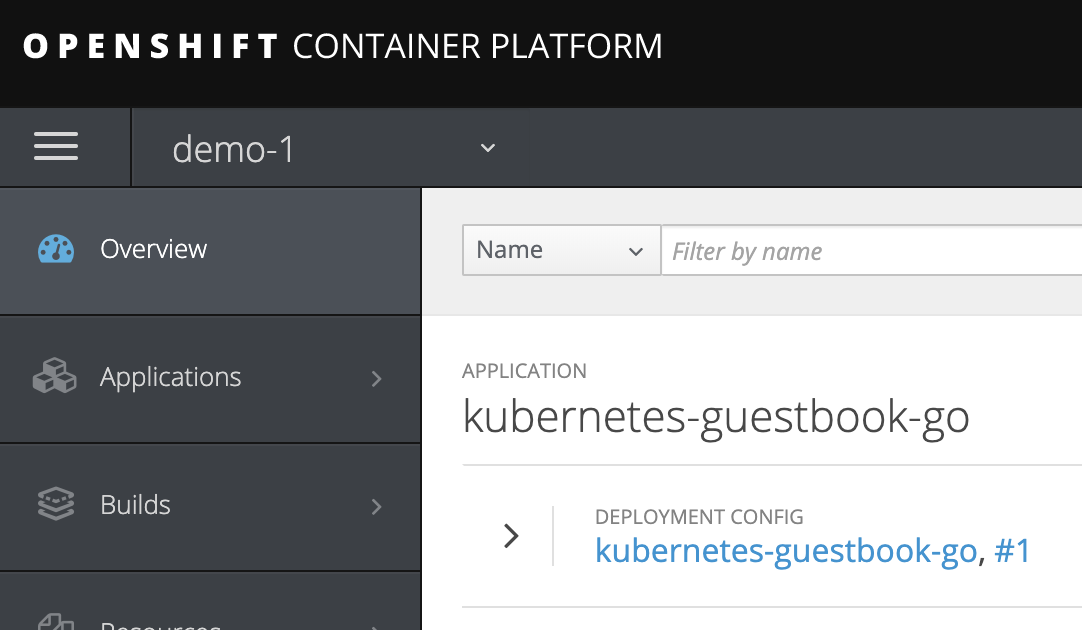 OPENSHIFT CONTAINER PLATFORM
demo-1
Overview
Name
Filter by name
Applications
APPLICATION
kubernetes-guestbook-go
Builds
DEPLOYMENT CONFIG
kubernetes-guestbook-go, #1
Resources